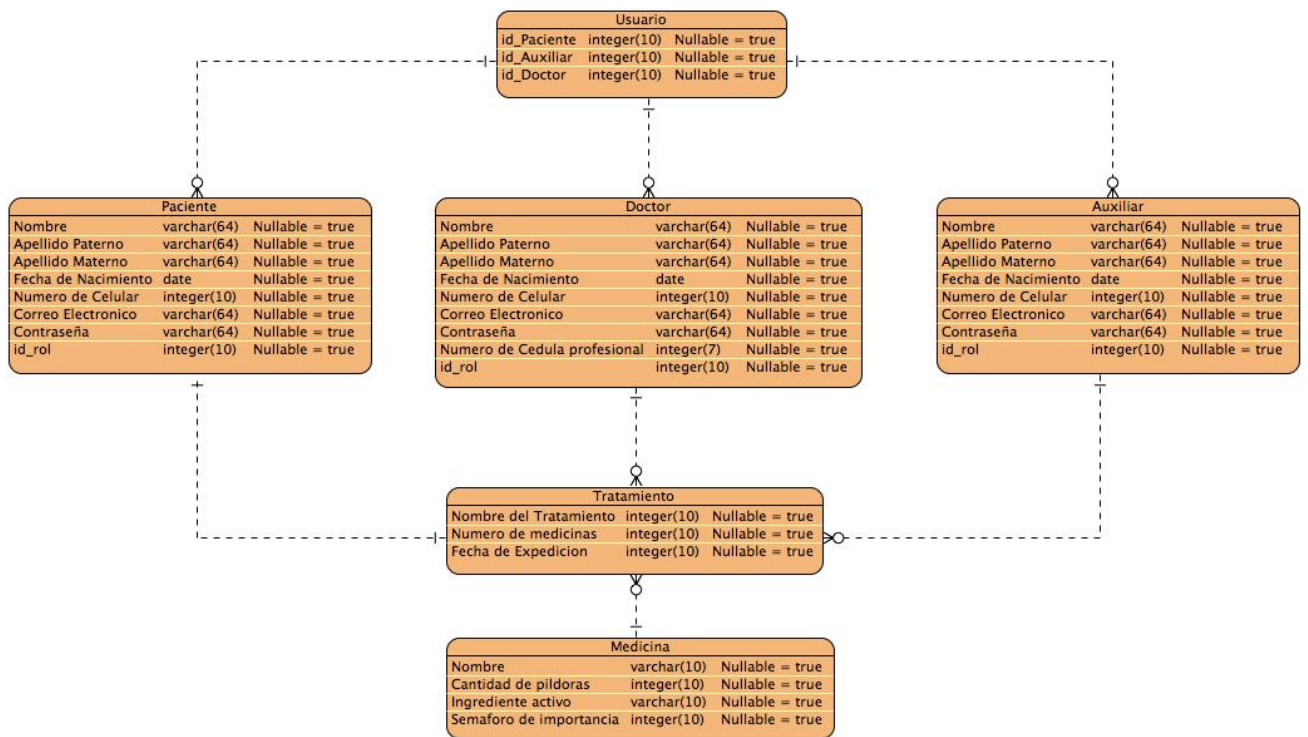 Usuario
id_Paciente integer(10) Nullable = true
id_Auxiliar integer(10) Nullable = true
id_Doctor integer(10) Nullable = true
Paciente
Nombre varchar(64) Nullable = true
Apellido Paterno varchar(64) Nullable = true
Apellido Materno varchar(64) Nullable = true
Fecha de Nacimiento date Nullable = true
Numero de Celular integer(10) Nullable = true
Correo Electronico varchar(64) Nullable = true
Contraseña varchar(64) Nullable = true
id_rol integer(10) Nullable = true
Doctor
Nombre varchar(64) Nullable = true
Apellido Paterno varchar(64) Nullable = true
Apellido Materno varchar(64) Nullable = true
Fecha de Nacimiento date Nullable = true
Numero de Celular integer(10) Nullable = true
Correo Electronico varchar(64) Nullable = true
Contraseña varchar(64) Nullable = true
Numero de Cedula profesional integer(7) Nullable = true
id_rol integer(10) Nullable = true
Auxiliar
Nombre varchar(64) Nullable = true
Apellido Paterno varchar(64) Nullable = true
Apellido Materno varchar(64) Nullable = true
Fecha de Nacimiento date Nullable = true
Numero de Celular integer(10) Nullable = true
Correo Electronico varchar(64) Nullable = true
Contraseña varchar(64) Nullable = true
id_rol integer(10) Nullable = true
Tratamiento
Nombre del Tratamiento integer(10) Nullable = true
Numero de medicinas integer(10) Nullable = true
Fecha de Expedicion integer(10) Nullable = true
Medicina
Nombre varchar(10) Nullable = true
Cantidad de pildoras integer(10) Nullable = true
Ingrediente activo varchar(10) Nullable = true
Semaforo de importancia integer(10) Nullable = true